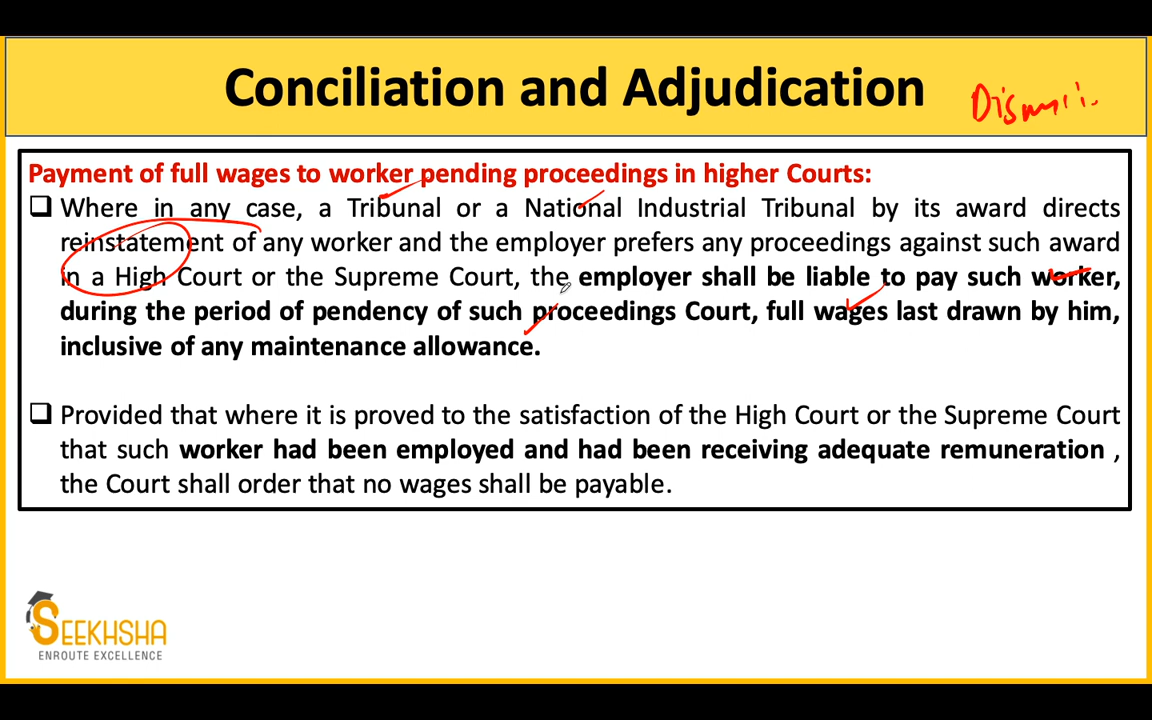 Conciliation and Adjudication
Payment of full wages to worker pending proceedings in higher Courts:
❑ Where in any case, a Tribunal or a National Industrial Tribunal by its award directs
reinstatement of any worker and the employer prefers any proceedings against such award
in a High Court or the Supreme Court, the employer shall be liable to pay such worker,
during the period of pendency of such proceedings Court, full wages last drawn by him,
inclusive of any maintenance allowance.
❑ Provided that where it is proved to the satisfaction of the High Court or the Supreme Court
that such worker had been employed and had been receiving adequate remuneration ,
the Court shall order that no wages shall be payable.
SEEKHSHA
ENROUTE EXCELLENCE